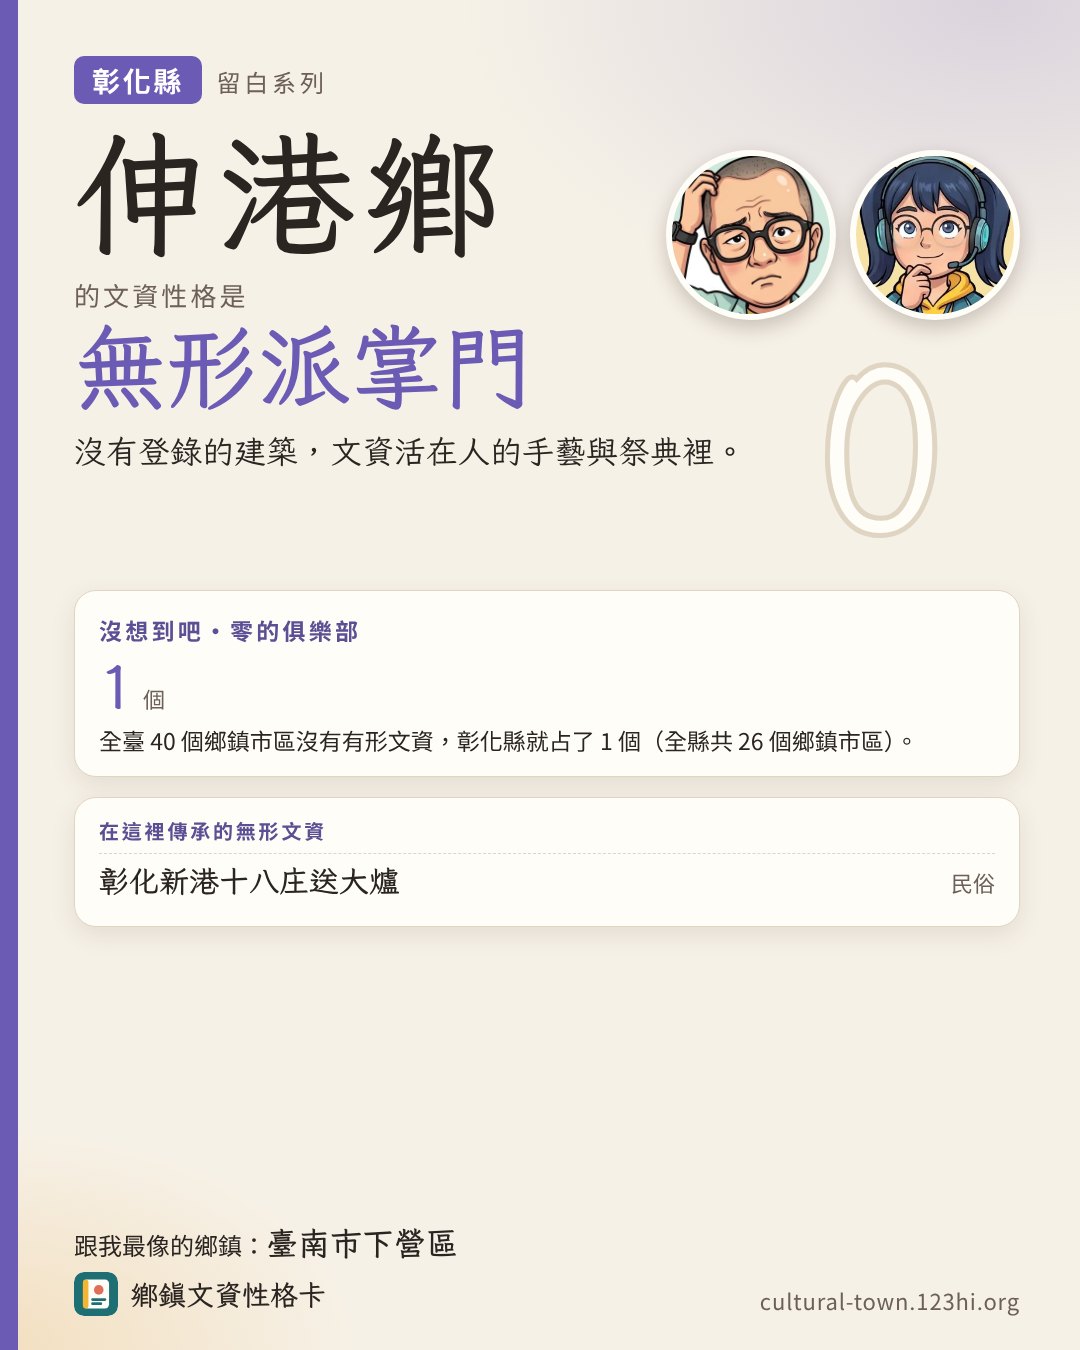 彰化縣 留白系列
伸港鄉
的文資性格是
無形派掌門
沒有登錄的建築，文資活在人的手藝與祭典裡。
0
沒想到吧・零的俱樂部
1 個
全臺 40 個鄉鎮市區沒有有形文資，彰化縣就占了 1 個（全縣共 26 個鄉鎮市區）。
在這裡傳承的無形文資
彰化新港十八庄送大爐 民俗
跟我最像的鄉鎮：臺南市下營區
鄉鎮文資性格卡
cultural-town.123hi.org